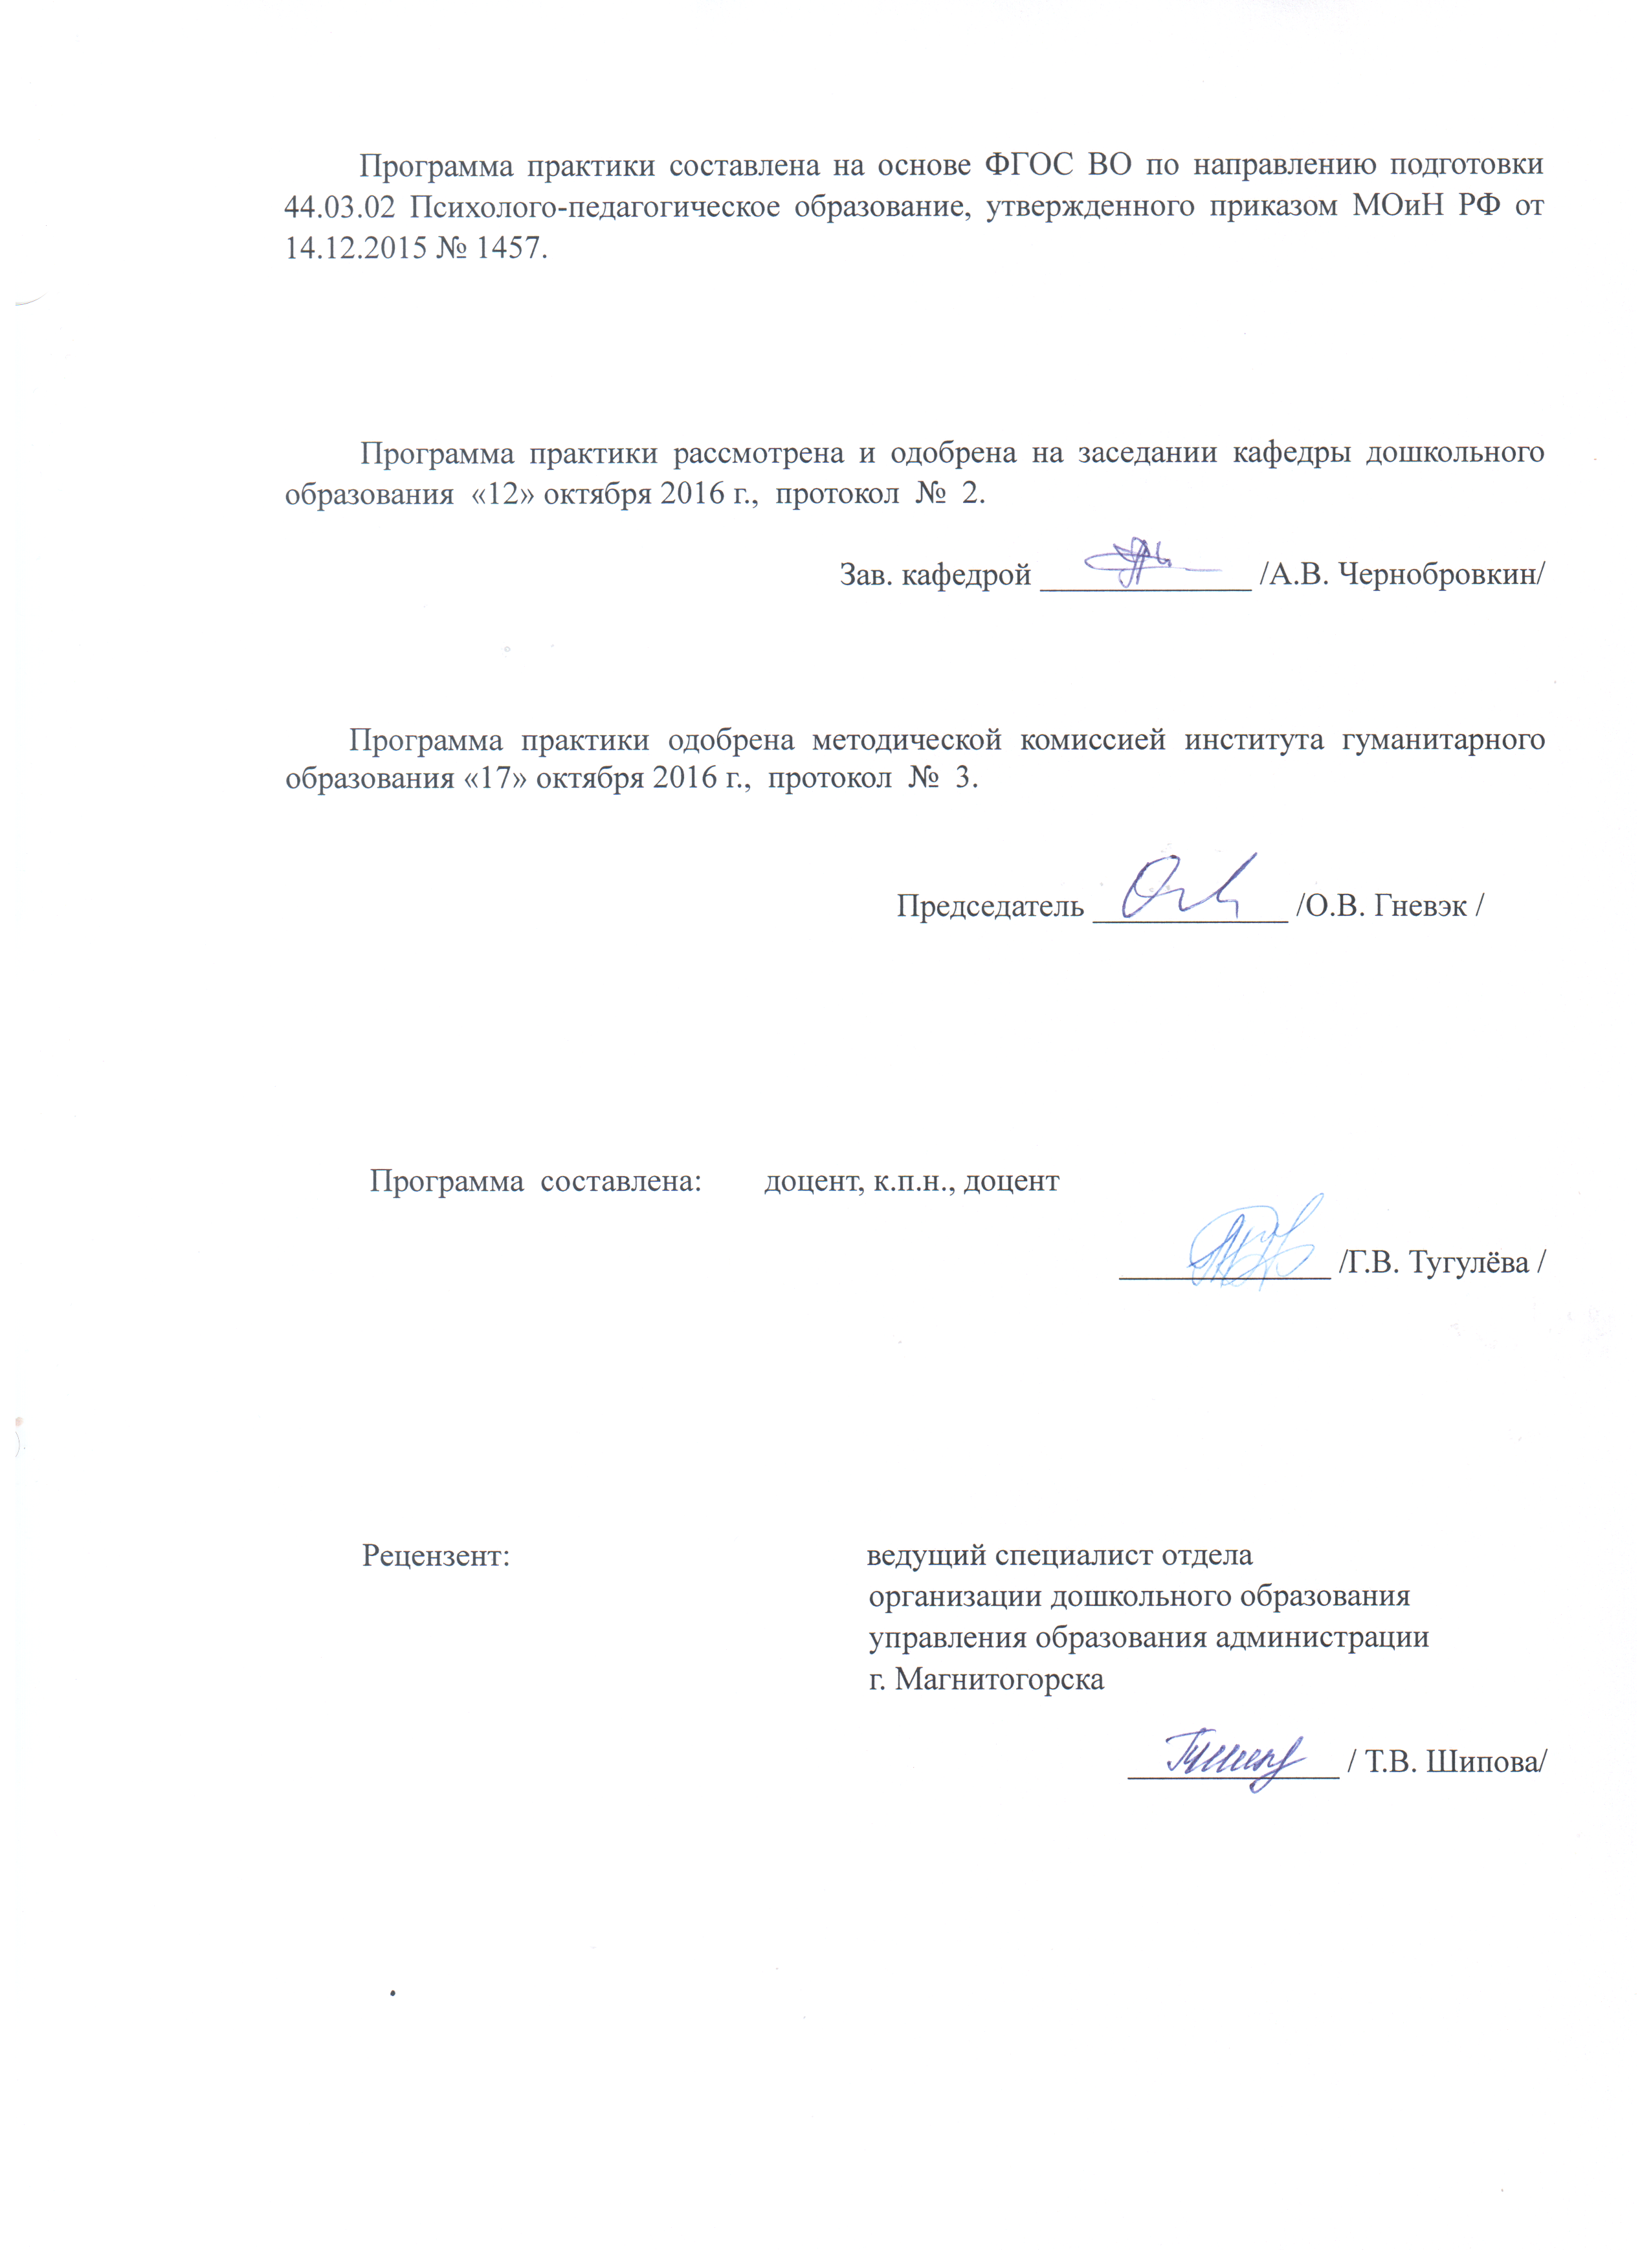 Программа практики составлена на основе ФГОС ВО по направлению подготовки
44.03.02 Психолого-педагогическое образование, утвержденного приказом МОиН РФ от
14.12.2015 № 1457.
Программа практики рассмотрена и одобрена на заседании кафедры дошкольного
образования «12» октября 2016 г., протокол № 2.
Зав. кафедрой _____________ /А.В. Чернобровкин/
Программа практики одобрена методической комиссией института гуманитарного
образования «17» октября 2016 г., протокол № 3.
Председатель ____________ /О.В. Гневэк /
Программа составлена: доцент, к.п.н., доцент
_____________ /Г.В. Тугулёва /
Рецензент: ведущий специалист отдела
организации дошкольного образования
управления образования администрации
г. Магнитогорска
_____________ / Т.В. Шипова/